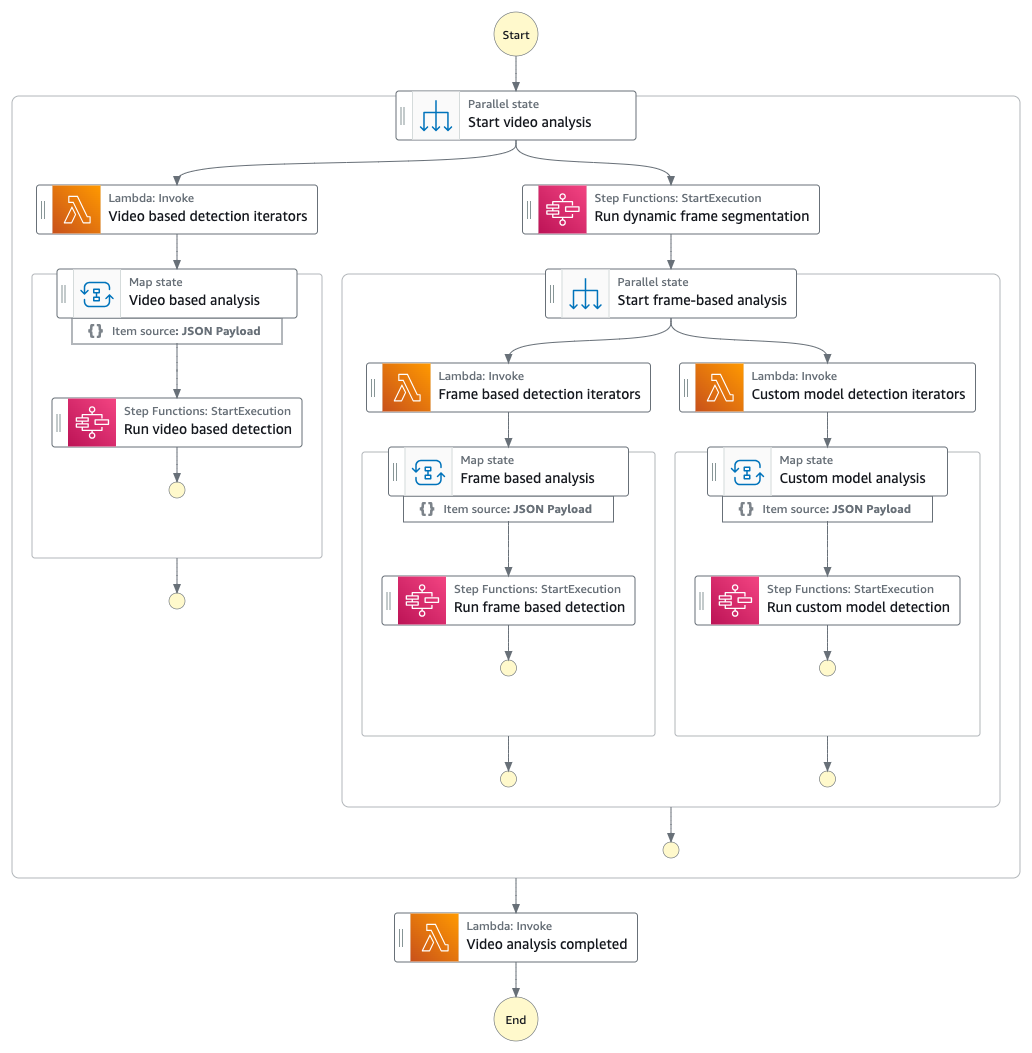 Start
Parallel state
Start video analysis
Lambda: Invoke
Video based detection iterators
Step Functions: StartExecution
Run dynamic frame segmentation
Map state
Video based analysis
{} Item source: JSON Payload
Step Functions: StartExecution
Run video based detection
Parallel state
Start frame-based analysis
Lambda: Invoke
Frame based detection iterators
Lambda: Invoke
Custom model detection iterators
Map state
Frame based analysis
{} Item source: JSON Payload
Map state
Custom model analysis
{} Item source: JSON Payload
Step Functions: StartExecution
Run frame based detection
Step Functions: StartExecution
Run custom model detection
Lambda: Invoke
Video analysis completed
End